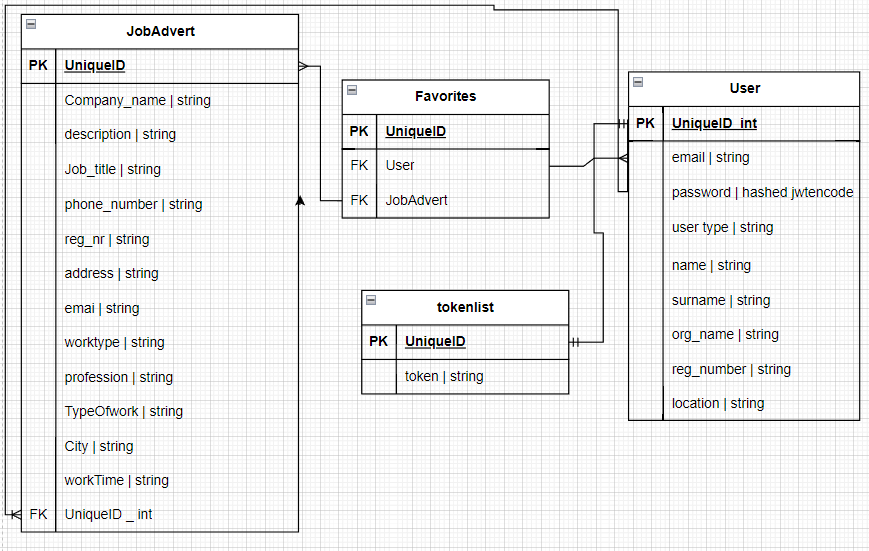 JobAdvert
PK UniqueID
Company_name | string
description | string
Job_title | string
phone_number | string
reg_nr | string
address | string
emai | string
worktype | string
profession | string
TypeOfwork | string
City | string
workTime | string
FK UniqueID _ int
Favorites
PK UniqueID
FK User
FK JobAdvert
tokenlist
PK UniqueID
token | string
User
PK UniqueID_int
email | string
password | hashed jwtencode
user type | string
name | string
surname | string
org_name | string
reg_number | string
location | string